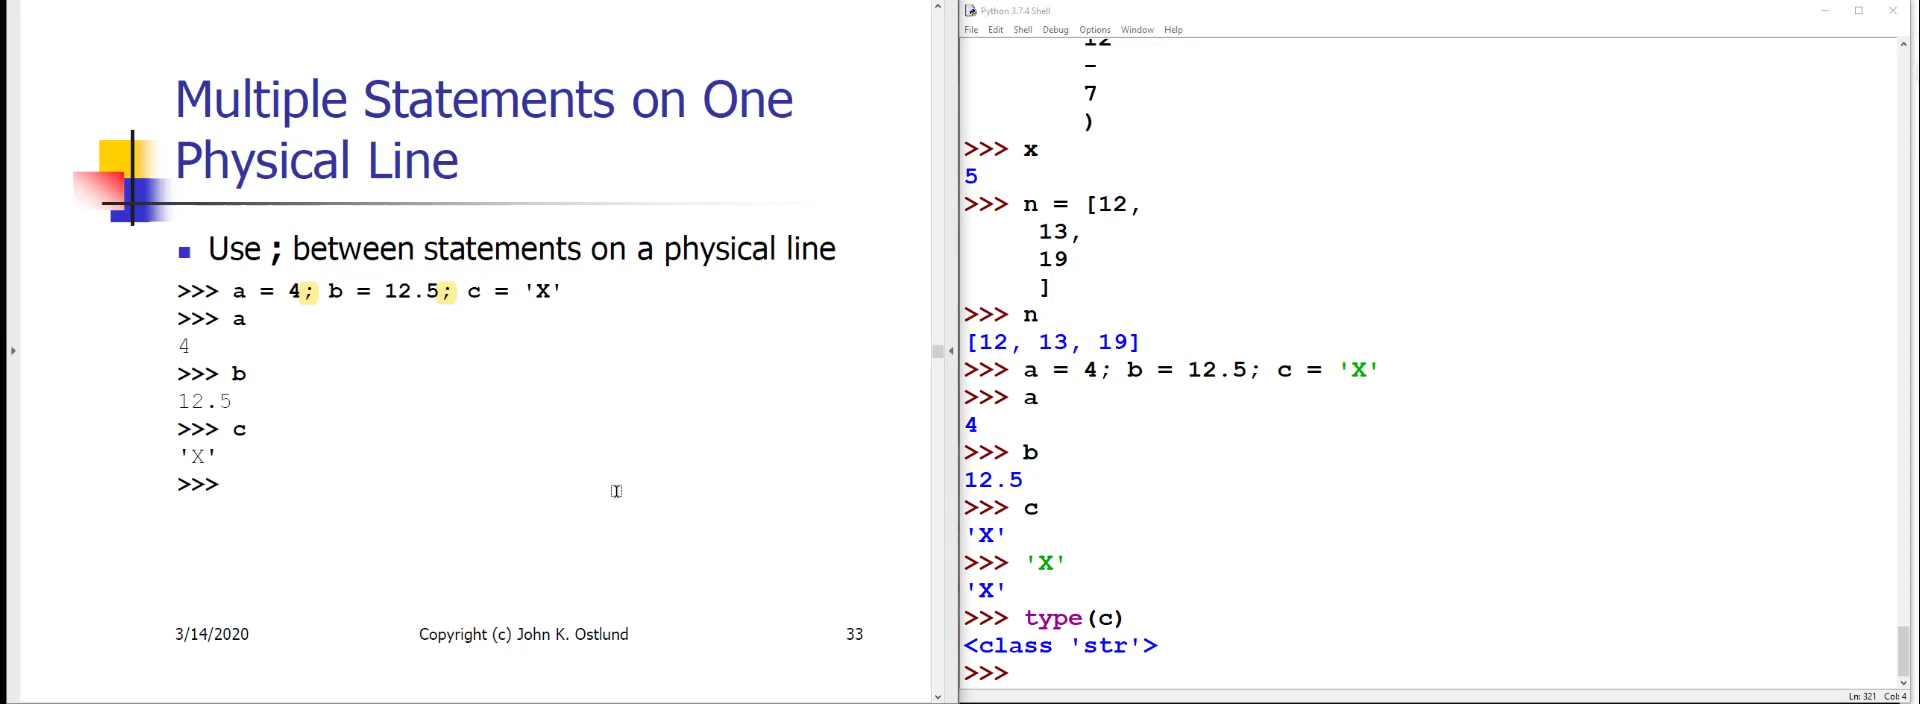 Multiple Statements on One
Physical Line
Use ; between statements on a physical line
>>> a = 4; b = 12.5; c = 'X'
>>> a
4
>>> b
12.5
>>> c
'X'
>>>
3/14/2020
Copyright (c) John K. Ostlund
33
Python 3.7.4 Shell
File Edit Shell Debug Options Window Help
12
-
7
)
>>> x
5
>>> n = [12,
13,
19
]
>>> n
[12, 13, 19]
>>> a = 4; b = 12.5; c = 'X'
>>> a
4
>>> b
12.5
>>> c
'X'
>>> 'X'
'X'
>>> type(c)
<class 'str'>
>>>
Ln: 321 Col: 4